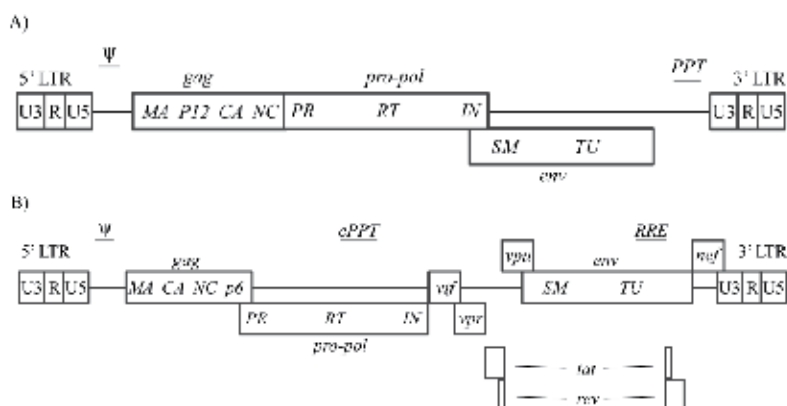 A)
Ψ
5' LTR gag pro-pol PPT 3' LTR
U3 R U5 MA P12 CA NC PR RT IN U3 R U5
SM TU
env
B)
Ψ cPPT RRE
5' LTR gag vpu env nef 3' LTR
U3 R U5 MA CA NC p6 vif SM TU U3 R U5
PR RT IN vpr
pro-pol
tat
rev